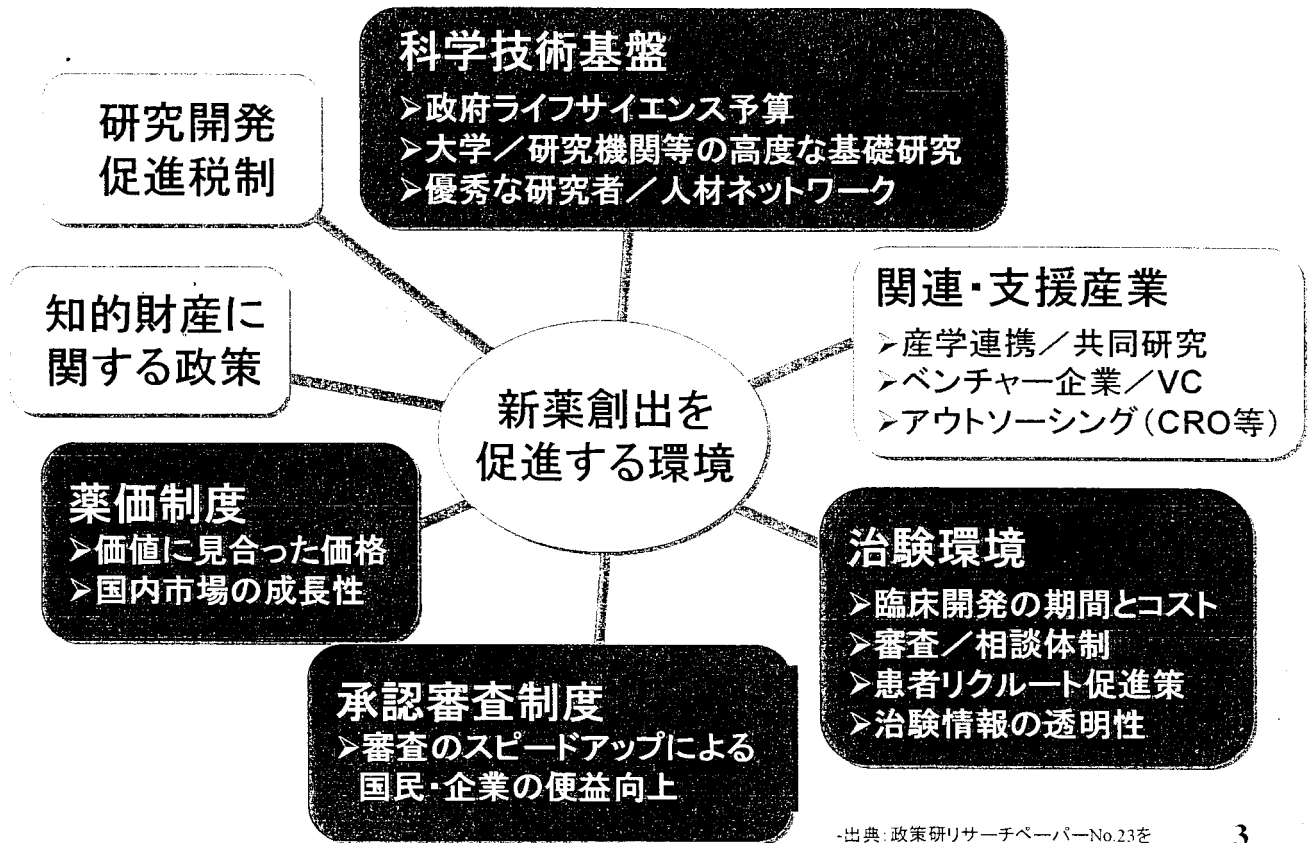 科学技術基盤
➢政府ライフサイエンス予算
➢大学／研究機関等の高度な基礎研究
➢優秀な研究者／人材ネットワーク
研究開発
促進税制
知的財産に
関する政策
関連・支援産業
➢産学連携／共同研究
➢ベンチャー企業／VC
➢アウトソーシング（CRO等）
新薬創出を
促進する環境
薬価制度
➢価値に見合った価格
➢国内市場の成長性
治験環境
➢臨床開発の期間とコスト
➢審査／相談体制
➢患者リクルート促進策
➢治験情報の透明性
承認審査制度
➢審査のスピードアップによる
国民・企業の便益向上
出典：政策研リサーチペーパーNo.23を
3